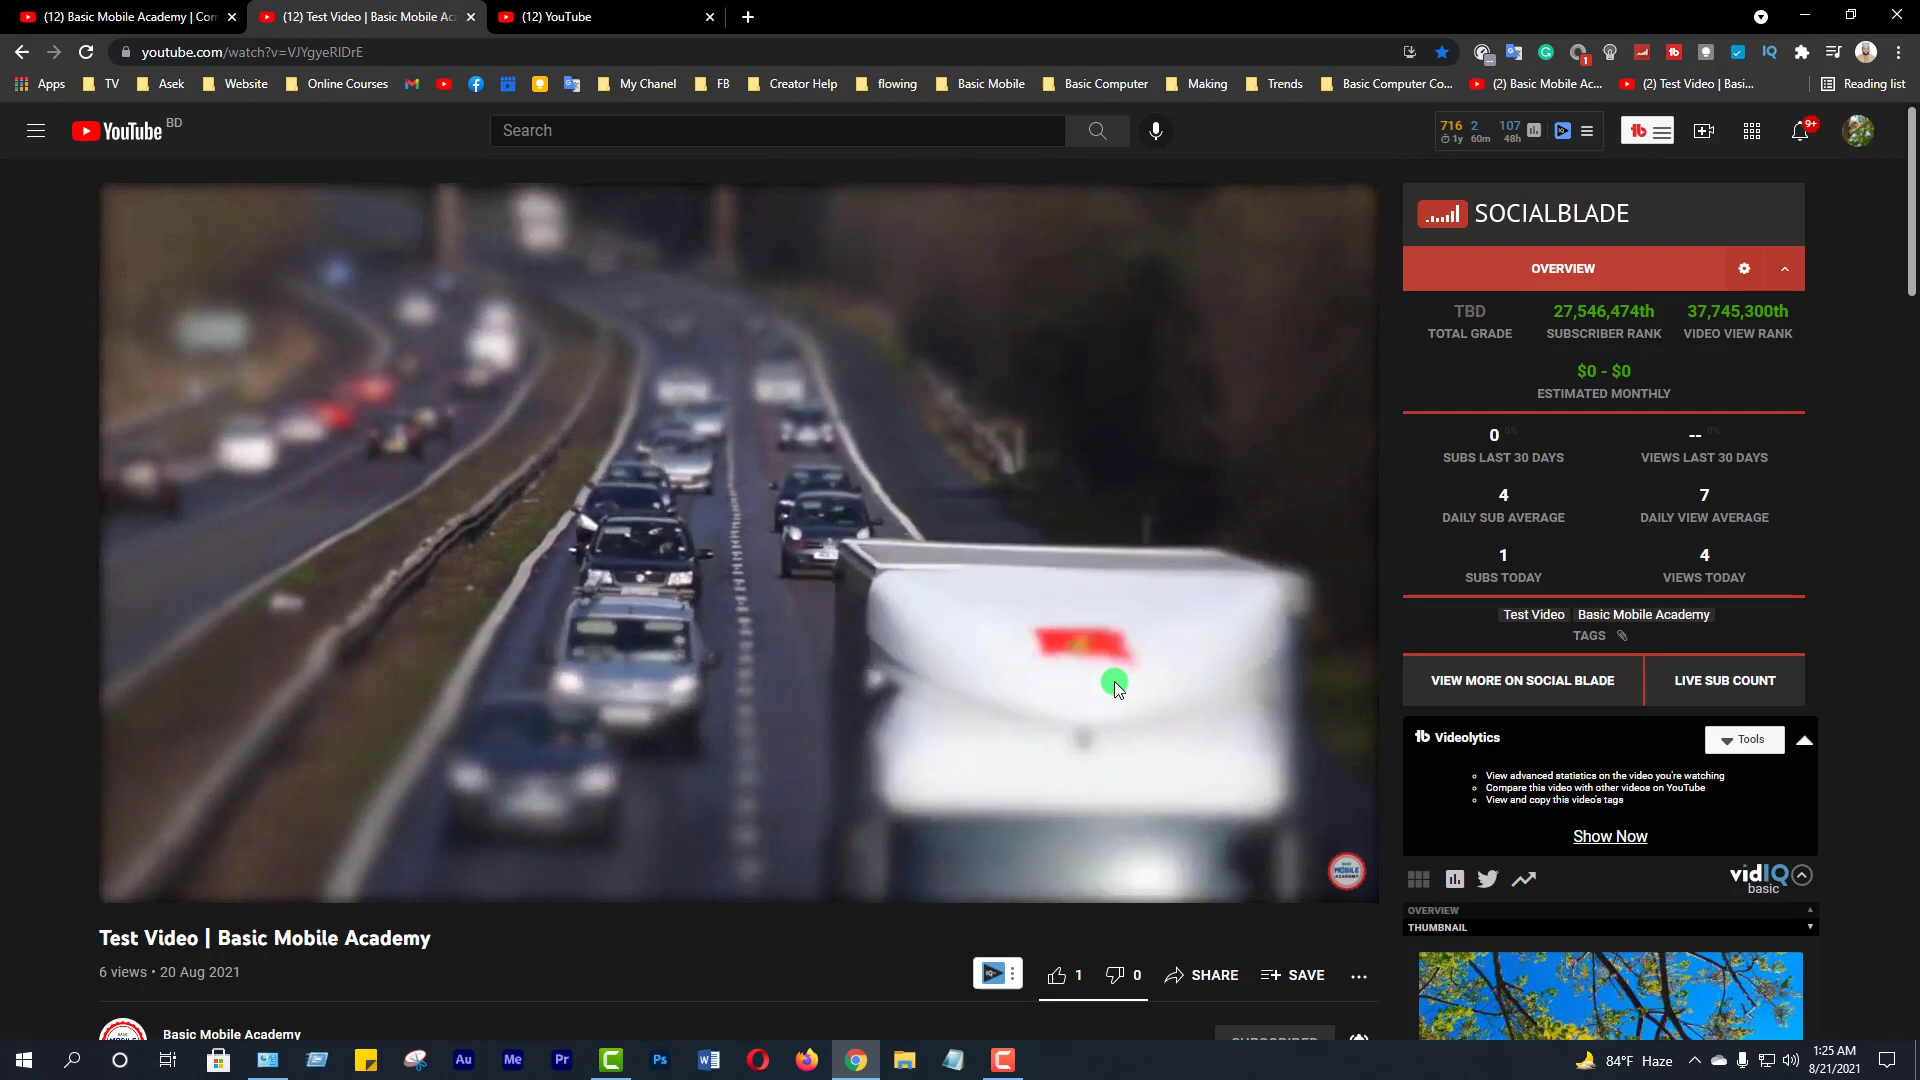 (12) Basic Mobile Academy | Com
(12) Test Video | Basic Mobile Aca
(12) YouTube
youtube.com/watch?v=VJYgyeRlDrE
1
Apps
TV
Asek
Website
Online Courses
My Chanel
FB
Creator Help
flowing
Basic Mobile
Basic Computer
Making
Trends
Basic Computer Co...
(2) Basic Mobile Ac...
(2) Test Video | Basi...
Reading list
YouTube BD
Search
716 2 107
1y 60m 48h
9+
SOCIALBLADE
OVERVIEW
TBD 27,546,474th 37,745,300th
TOTAL GRADE SUBSCRIBER RANK VIDEO VIEW RANK
$0 - $0
ESTIMATED MONTHLY
0 0% -- 0%
SUBS LAST 30 DAYS VIEWS LAST 30 DAYS
4 7
DAILY SUB AVERAGE DAILY VIEW AVERAGE
1 4
SUBS TODAY VIEWS TODAY
Test Video Basic Mobile Academy
TAGS
VIEW MORE ON SOCIAL BLADE LIVE SUB COUNT
Videolytics Tools
View advanced statistics on the video you're watching
Compare this video with other videos on YouTube
View and copy this video's tags
Show Now
vidIQ
basic
OVERVIEW
THUMBNAIL
MOBILE
ACADEMY
Test Video | Basic Mobile Academy
6 views • 20 Aug 2021
1 0 SHARE SAVE
Basic Mobile Academy
SUBSCRIBED
Au Me Pr Ps
84°F Haze
1:25 AM
8/21/2021